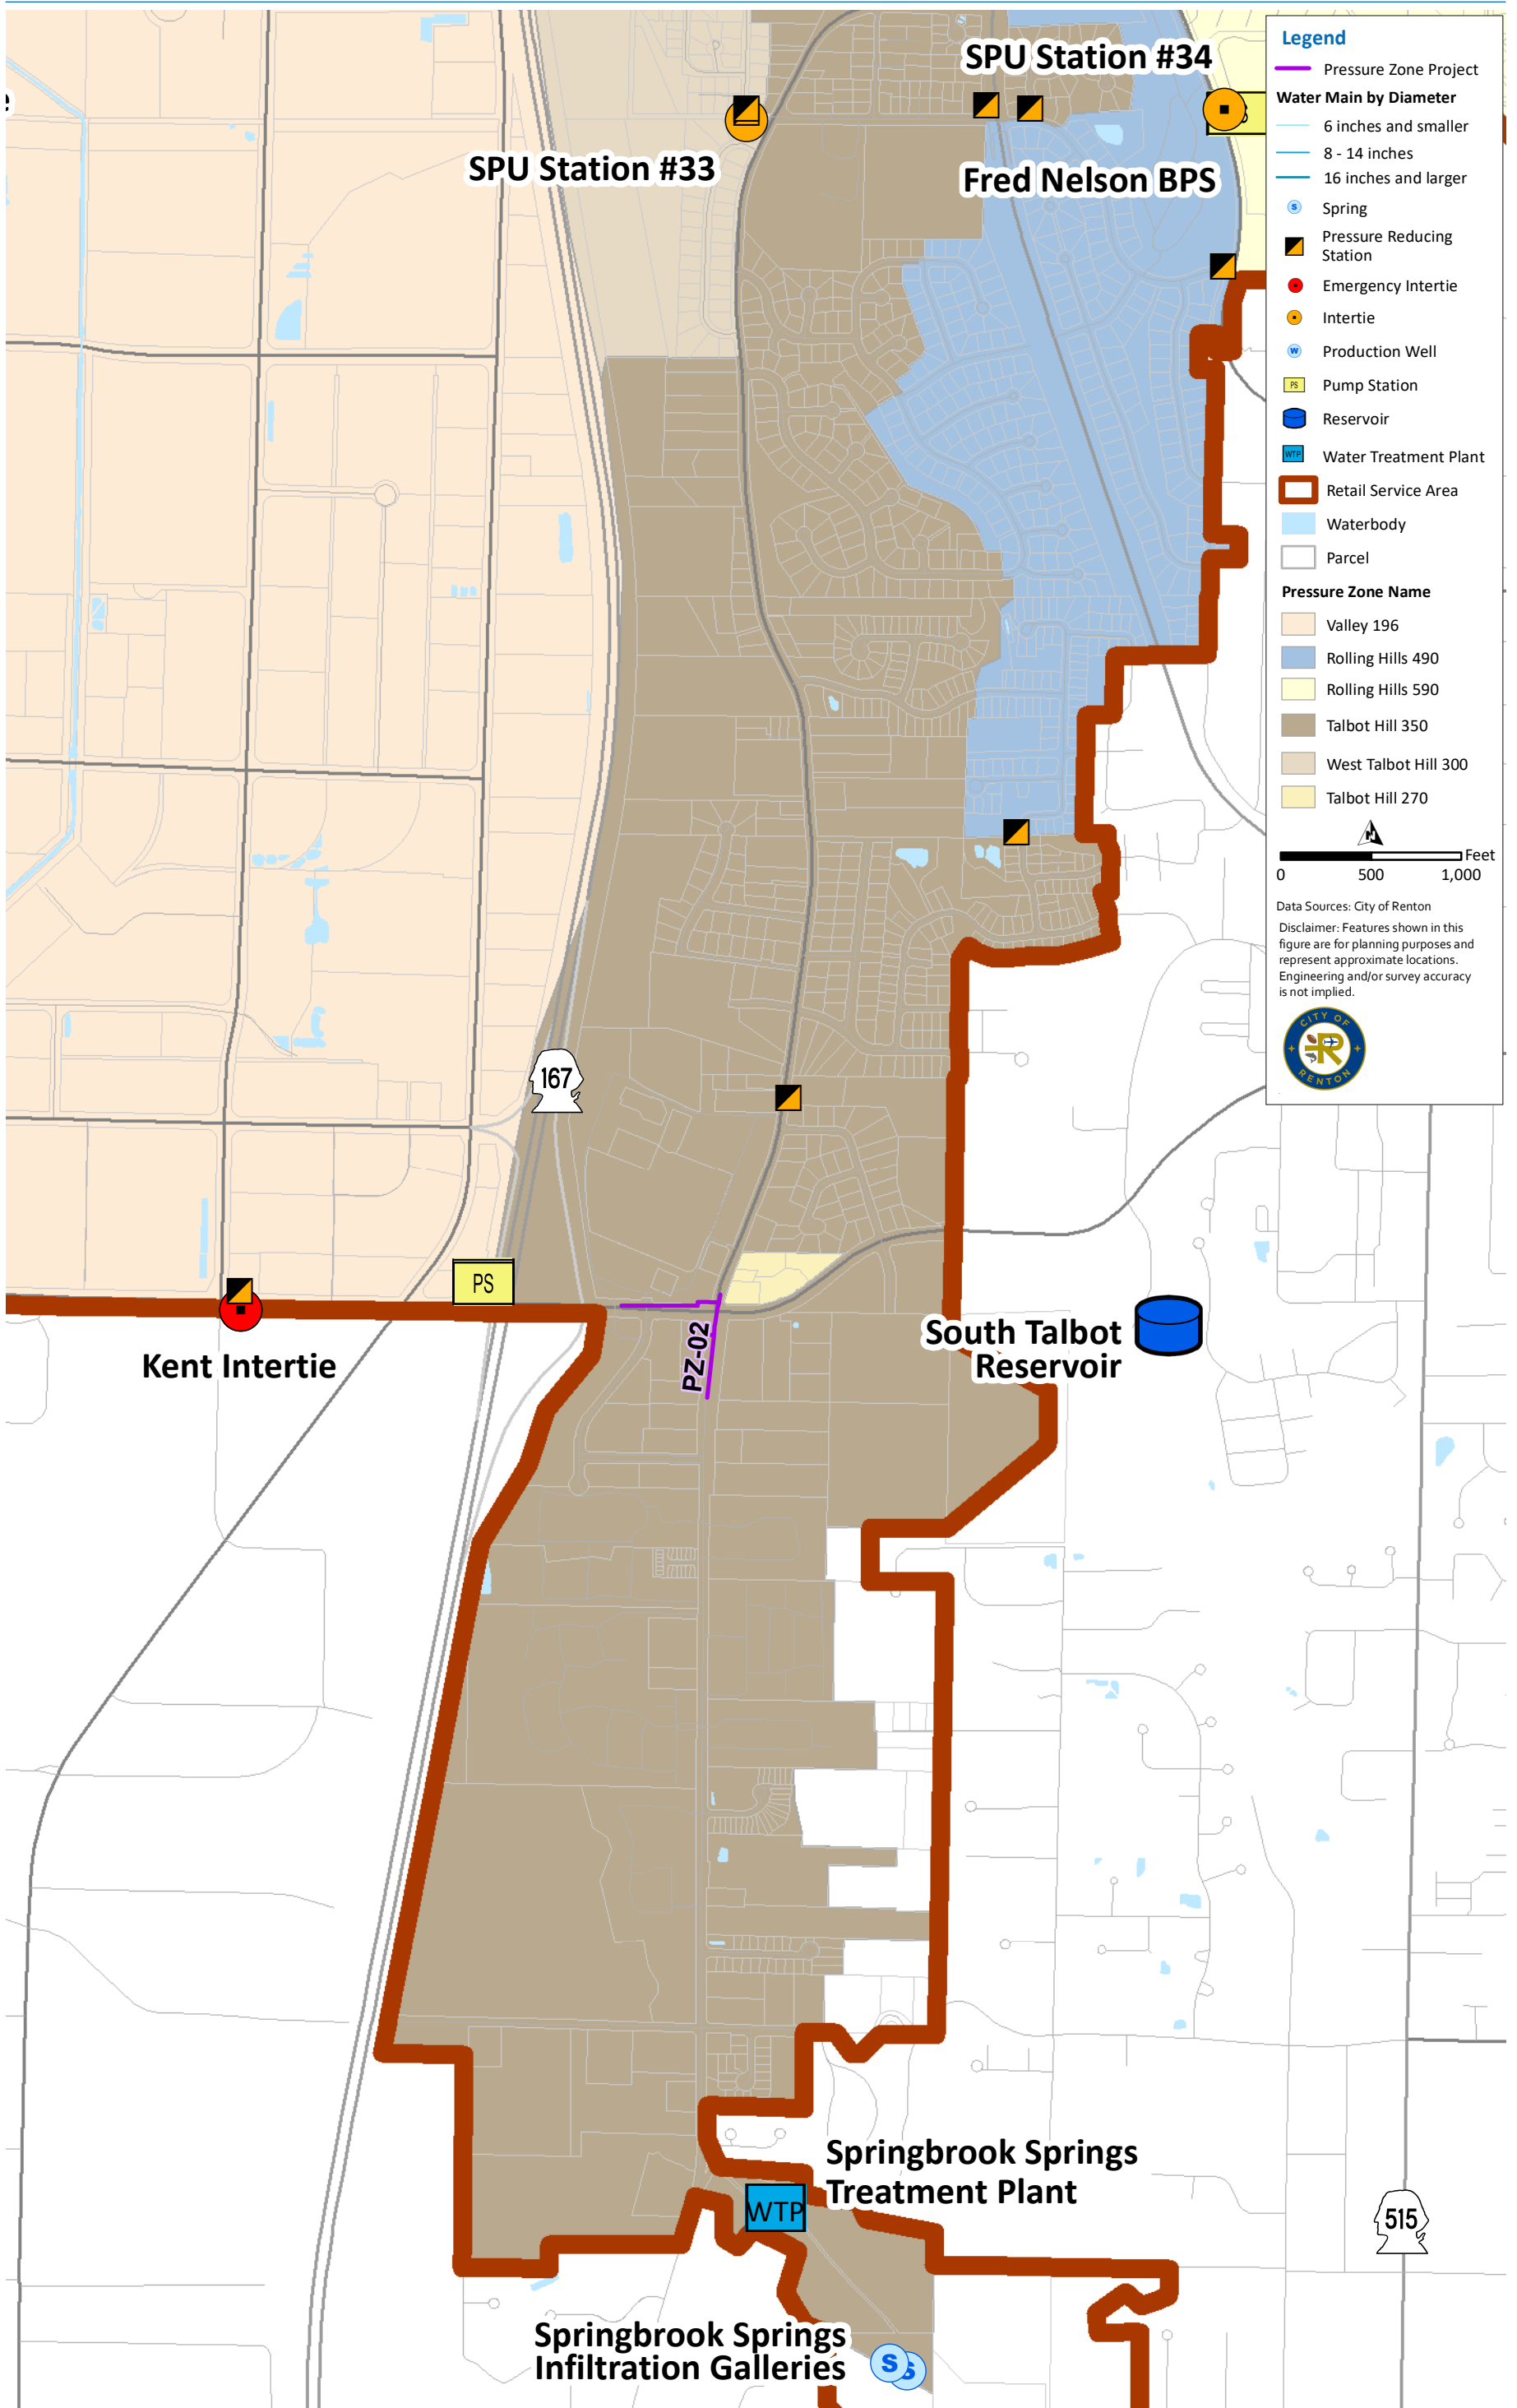 SPU Station #34
SPU Station #33
Fred Nelson BPS
167
PS
Kent Intertie
PZ-02
South Talbot
Reservoir
Springbrook Springs
Treatment Plant
WTP
515
Springbrook Springs
Infiltration Galleries
S
S
Legend
Pressure Zone Project
Water Main by Diameter
6 inches and smaller
8 - 14 inches
16 inches and larger
S Spring
Pressure Reducing
Station
Emergency Intertie
Intertie
W Production Well
PS Pump Station
Reservoir
WTP Water Treatment Plant
Retail Service Area
Waterbody
Parcel
Pressure Zone Name
Valley 196
Rolling Hills 490
Rolling Hills 590
Talbot Hill 350
West Talbot Hill 300
Talbot Hill 270
N
Feet
0 500 1,000
Data Sources: City of Renton
Disclaimer: Features shown in this
figure are for planning purposes and
represent approximate locations.
Engineering and/or survey accuracy
is not implied.
CITY OF
R
RENTON